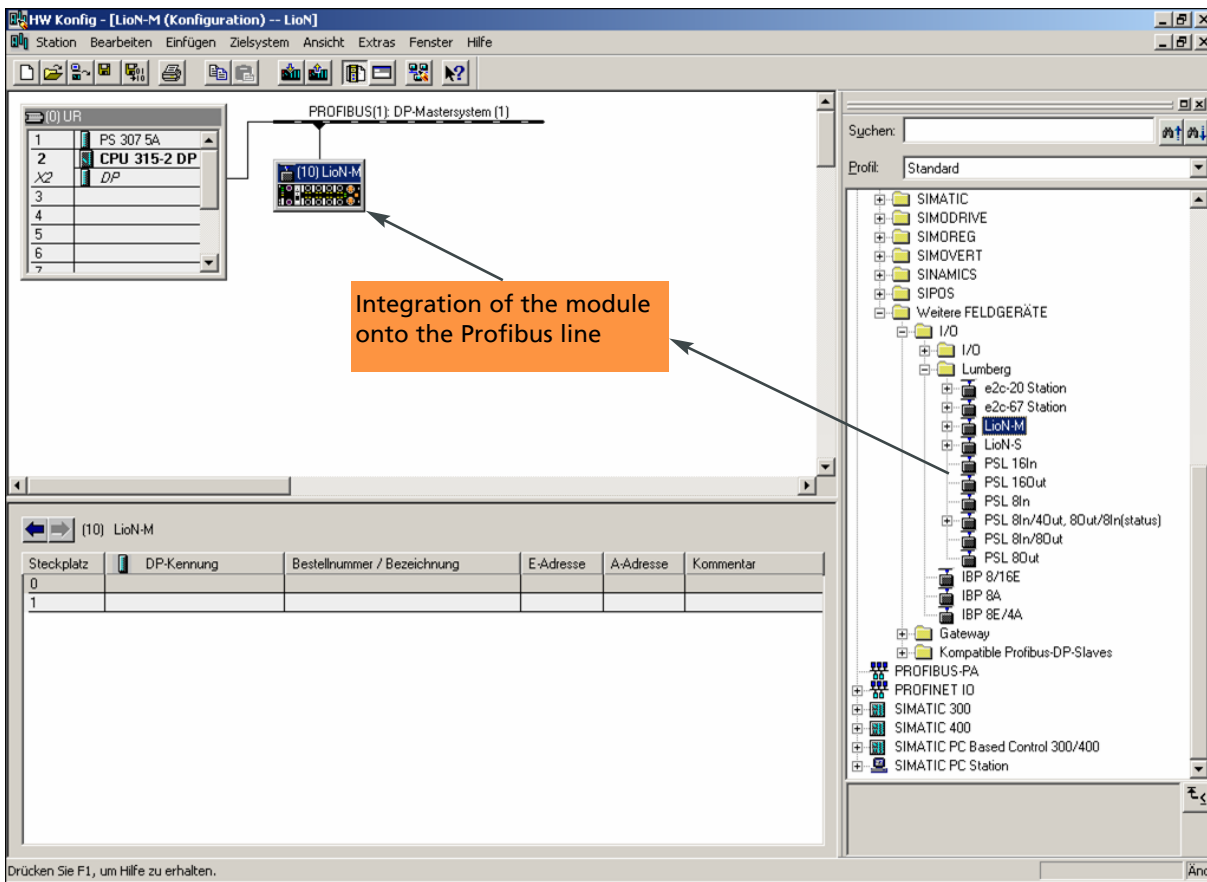 HW Konfig - [LioN-M (Konfiguration) -- LioN]
Station Bearbeiten Einfügen Zielsystem Ansicht Extras Fenster Hilfe
(0) UR
1 PS 307 5A
2 CPU 315-2 DP
X2 DP
3
4
5
6
7
PROFIBUS(1): DP-Mastersystem (1)
(10) LioN-M
Integration of the module
onto the Profibus line
(10) LioN-M
Steckplatz DP-Kennung Bestellnummer / Bezeichnung E-Adresse A-Adresse Kommentar
0
1
Suchen:
Profil: Standard
SIMATIC
SIMODRIVE
SIMOREG
SIMOVERT
SINAMICS
SIPOS
Weitere FELDGERÄTE
I/O
I/O
Lumberg
e2c-20 Station
e2c-67 Station
LioN-M
LioN-S
PSL 16In
PSL 16Out
PSL 8In
PSL 8In/4Out, 8Out/8In(status)
PSL 8In/8Out
PSL 8Out
IBP 8/16E
IBP 8A
IBP 8E/4A
Gateway
Kompatible Profibus-DP-Slaves
PROFIBUS-PA
PROFINET IO
SIMATIC 300
SIMATIC 400
SIMATIC PC Based Control 300/400
SIMATIC PC Station
Drücken Sie F1, um Hilfe zu erhalten.